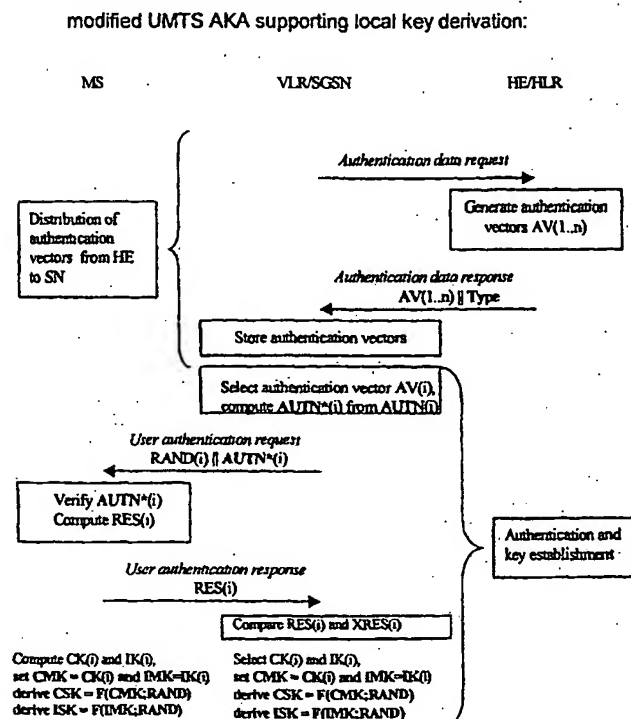 modified UMTS AKA supporting local key derivation:
MS VLR/SGSN HE/HLR
Authentication data request
Generate authentication
vectors AV(1..n)
Distribution of
authentication
vectors from HE
to SN
Authentication data response
AV(1..n) || Type
Store authentication vectors
Select authentication vector AV(i),
compute AUTN*(i) from AUTN(i)
User authentication request
RAND(i) || AUTN*(i)
Verify AUTN*(i)
Compute RES(i)
Authentication and
key establishment
User authentication response
RES(i)
Compare RES(i) and XRES(i)
Compute CK(i) and IK(i),
set CMK = CK(i) and IMK=IK(i)
derive CSK = F(CMK;RAND)
derive ISK = F(IMK;RAND)
Select CK(i) and IK(i),
set CMK = CK(i) and IMK=IK(i)
derive CSK = F(CMK;RAND)
derive ISK = F(IMK;RAND)